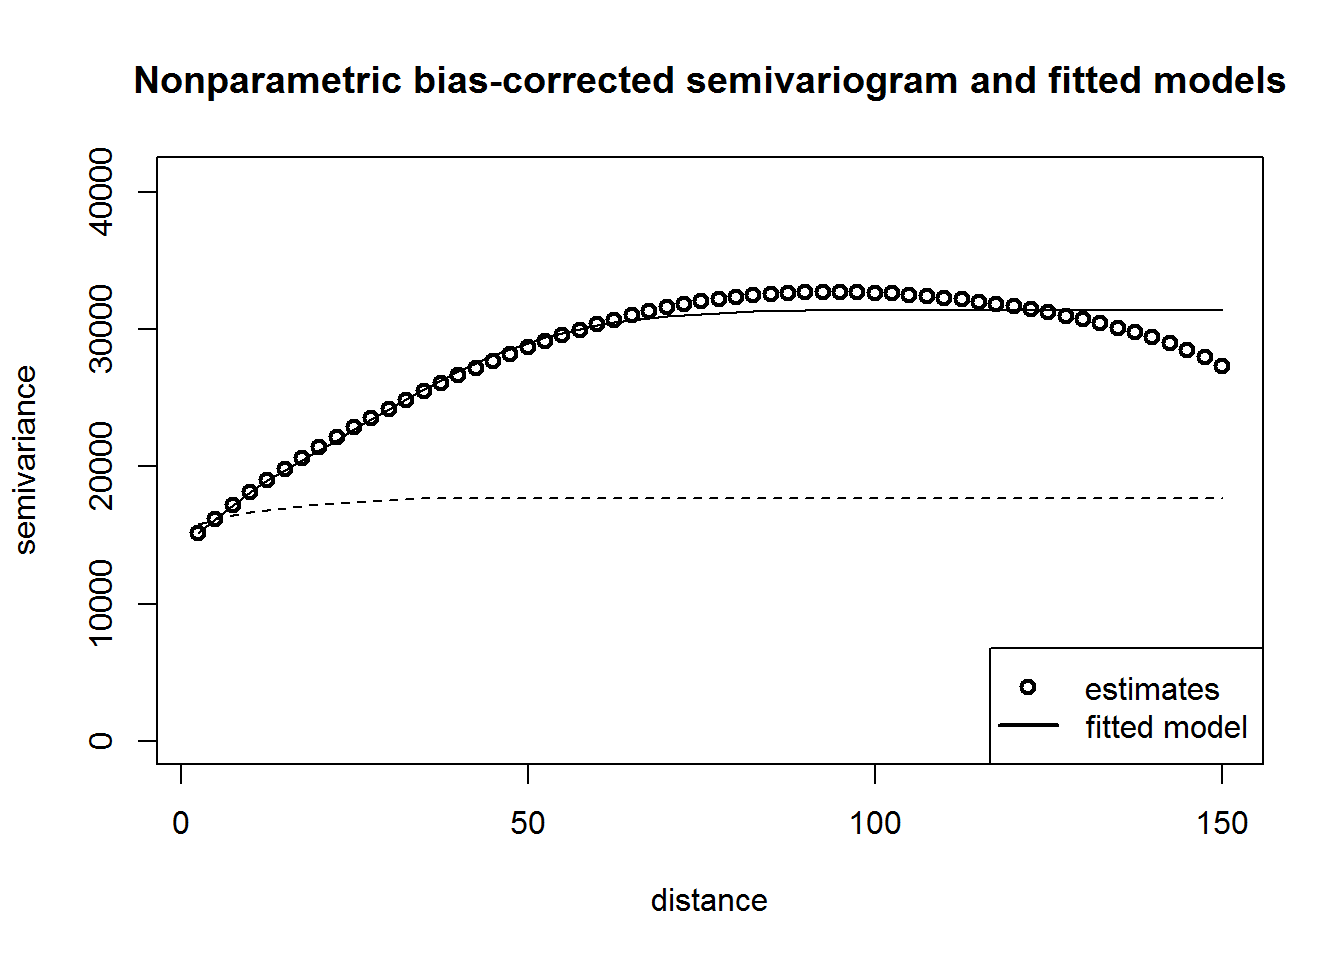 Nonparametric bias-corrected semivariogram and fitted models
semivariance
40000
30000
20000
10000
0
estimates
fitted model
0 50 100 150
distance